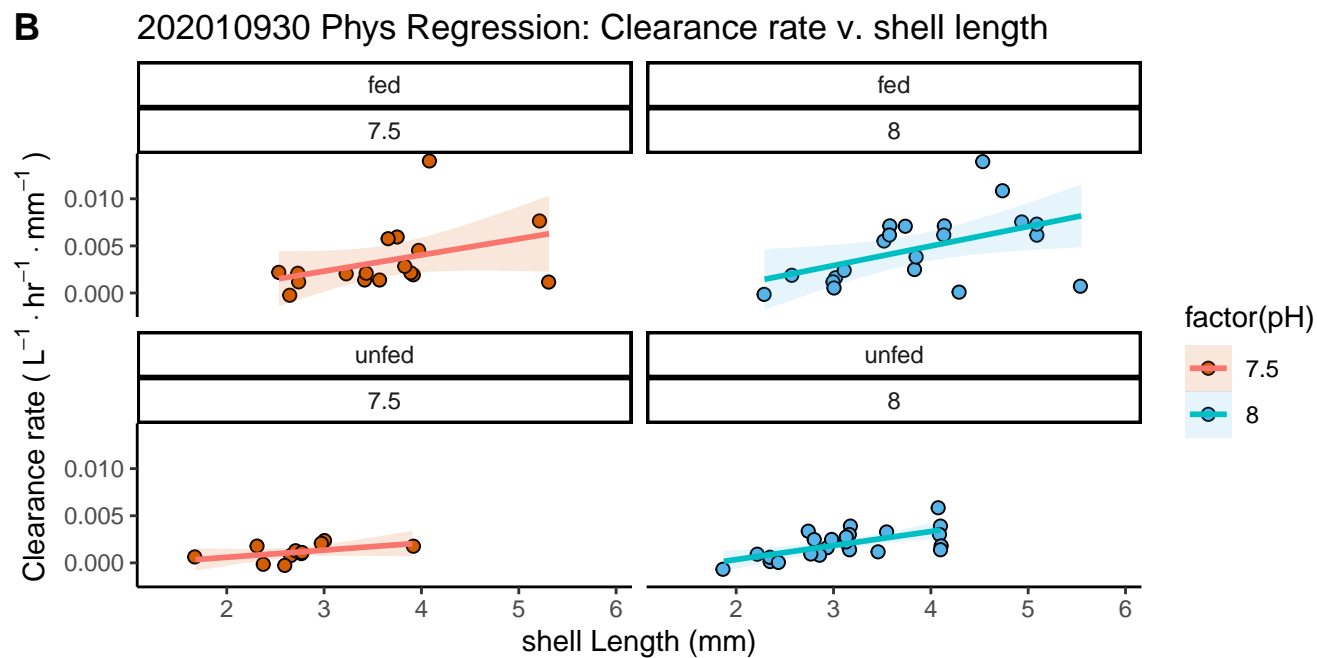 B 202010930 Phys Regression: Clearance rate v. shell length
fed fed
7.5 8
0.010
0.005
0.000
unfed unfed
7.5 8
0.010
0.005
0.000
2 3 4 5 6 2 3 4 5 6
shell Length (mm)
Clearance rate ( L⁻¹ · hr⁻¹ · mm⁻¹ )
factor(pH)
7.5
8